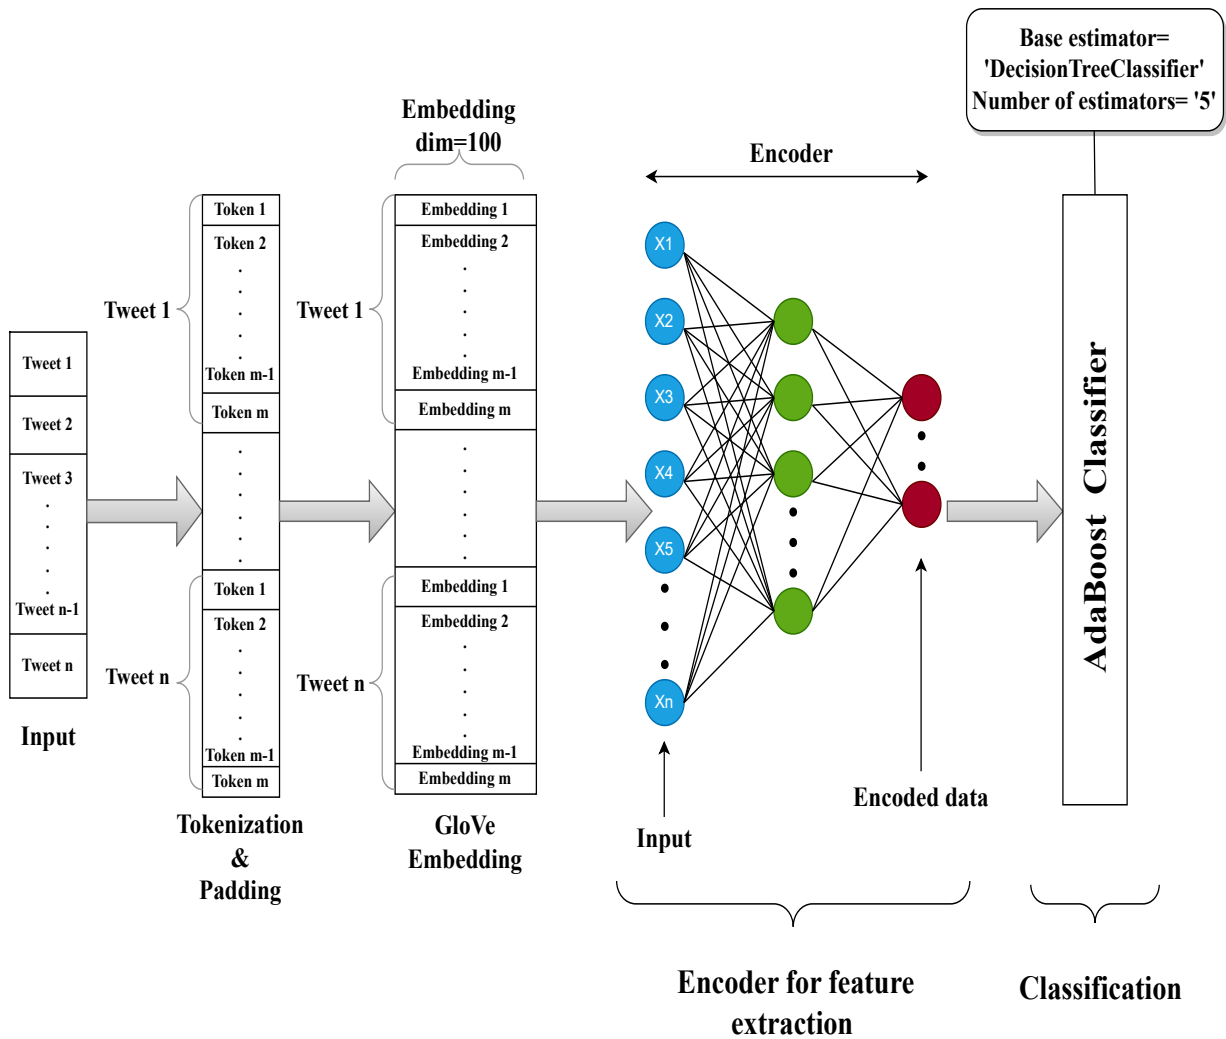 Base estimator=
'DecisionTreeClassifier'
Number of estimators= '5'
Embedding
dim=100
Encoder
Tweet 1
Tweet 2
Tweet 3
Tweet n-1
Tweet n
Input
Tweet 1
Token 1
Token 2
Token m-1
Token m
Tweet n
Token 1
Token 2
Token m-1
Token m
Tokenization
&
Padding
Tweet 1
Embedding 1
Embedding 2
Embedding m-1
Embedding m
Tweet n
Embedding 1
Embedding 2
Embedding m-1
Embedding m
GloVe
Embedding
X1
X2
X3
X4
X5
Xn
Input
Encoded data
AdaBoost Classifier
Encoder for feature
extraction
Classification